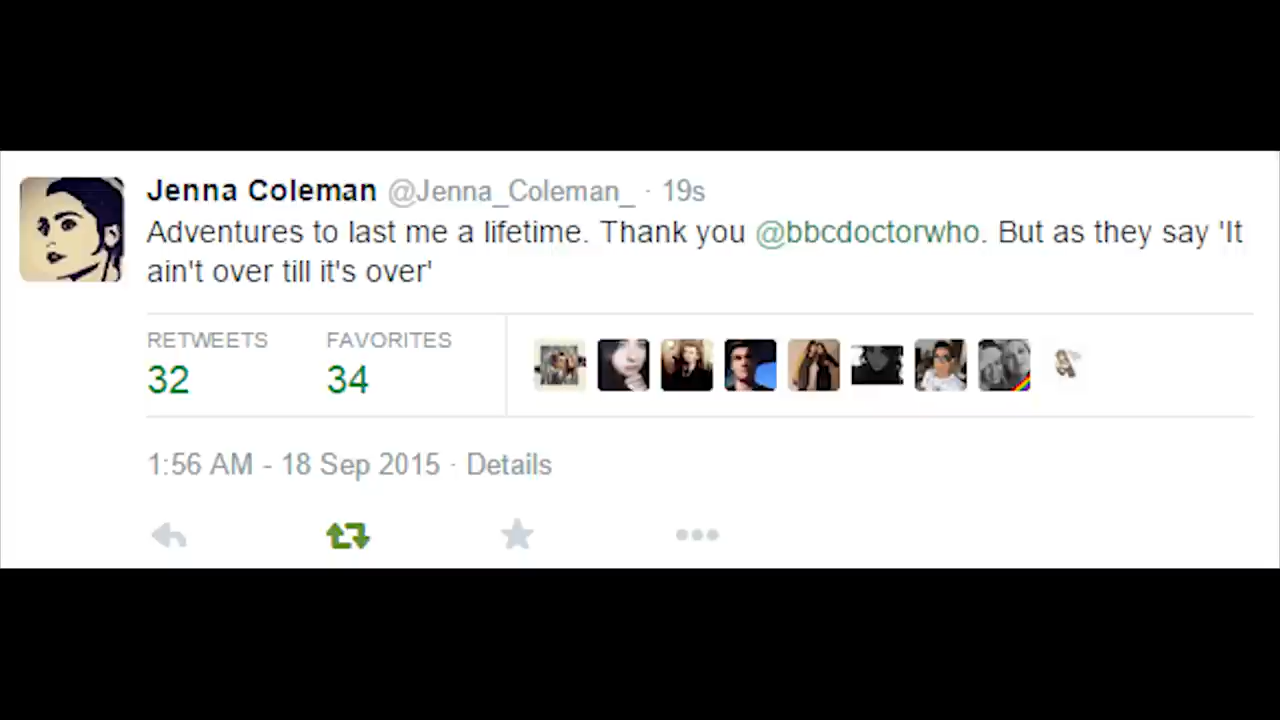 Jenna Coleman @Jenna_Coleman_ · 19s
Adventures to last me a lifetime. Thank you @bbcdoctorwho. But as they say 'It
ain't over till it's over'
RETWEETS FAVORITES
32 34
1:56 AM - 18 Sep 2015 · Details